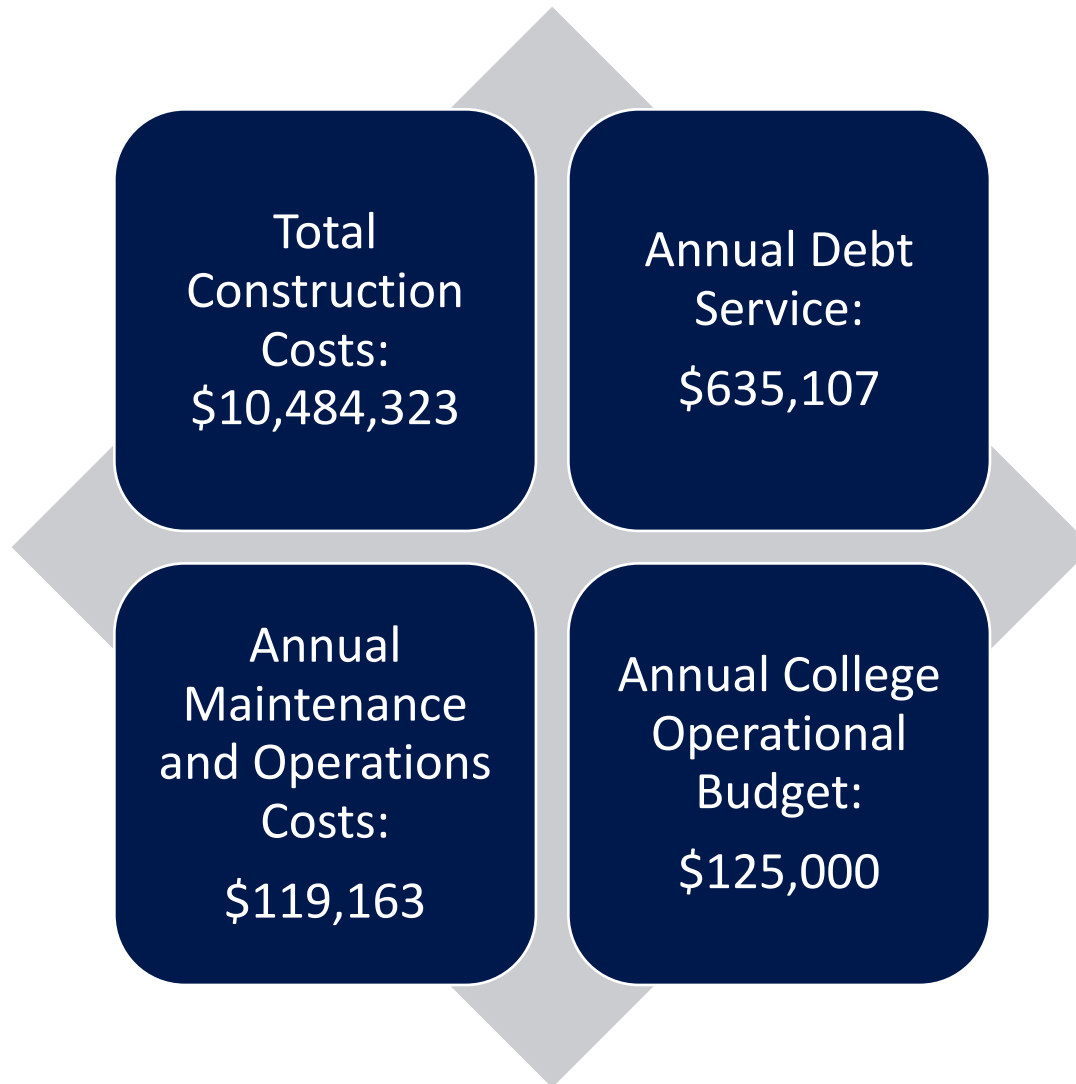 Total
Construction
Costs:
$10,484,323
Annual Debt
Service:
$635,107
Annual
Maintenance
and Operations
Costs:
$119,163
Annual College
Operational
Budget:
$125,000